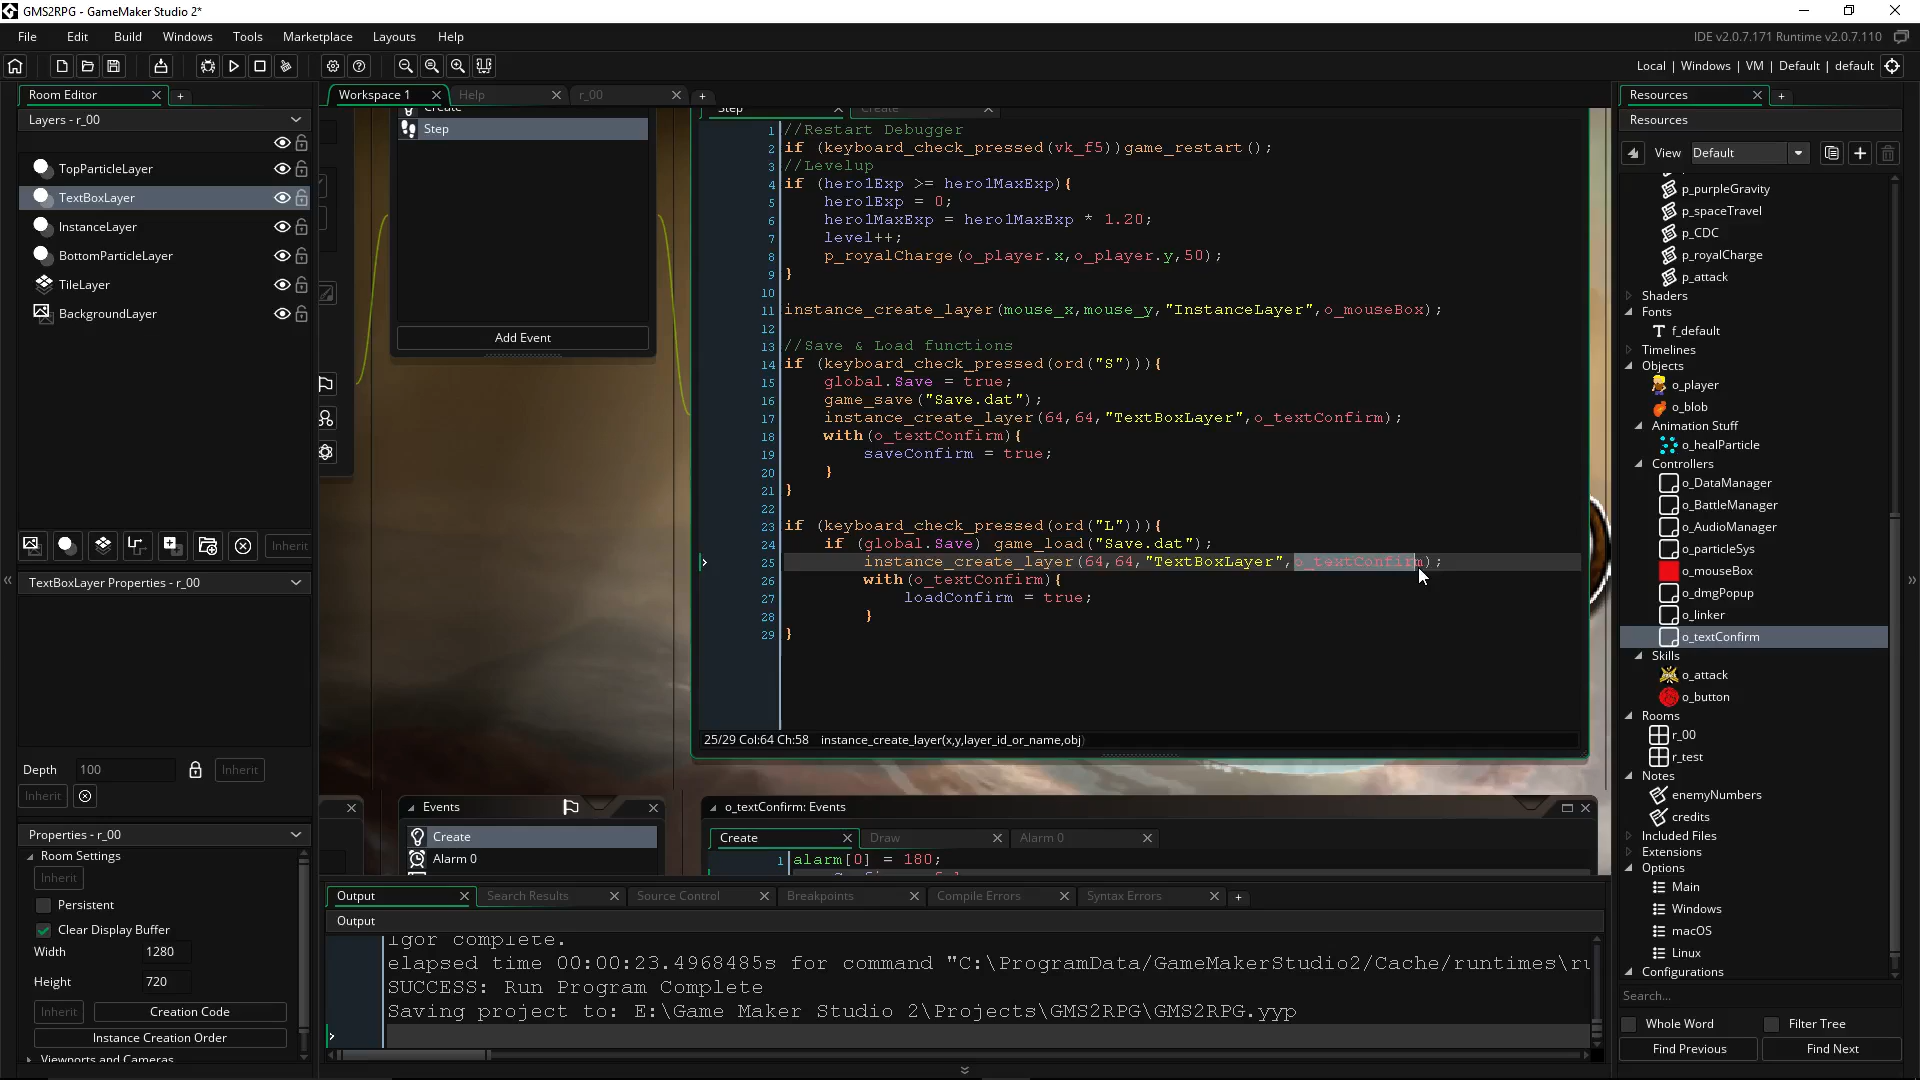 GMS2RPG - GameMaker Studio 2*
File Edit Build Windows Tools Marketplace Layouts Help
IDE v2.0.7.171 Runtime v2.0.7.110
Local | Windows | VM | Default | default
Room Editor
Layers - r_00
TopParticleLayer
TextBoxLayer
InstanceLayer
BottomParticleLayer
TileLayer
BackgroundLayer
Inherit
TextBoxLayer Properties - r_00
Depth 100 Inherit
Inherit
Properties - r_00
Room Settings
Inherit
Persistent
Clear Display Buffer
Width 1280
Height 720
Inherit Creation Code
Instance Creation Order
Viewports and Cameras
Workspace 1 Help r_00
Create
Step
Add Event
Step Create
1 //Restart Debugger
2 if (keyboard_check_pressed(vk_f5))game_restart();
3 //Levelup
4 if (hero1Exp >= hero1MaxExp){
5 hero1Exp = 0;
6 hero1MaxExp = hero1MaxExp * 1.20;
7 level++;
8 p_royalCharge(o_player.x,o_player.y,50);
9 }
10
11 instance_create_layer(mouse_x,mouse_y,"InstanceLayer",o_mouseBox);
12
13 //Save & Load functions
14 if (keyboard_check_pressed(ord("S"))){
15 global.Save = true;
16 game_save("Save.dat");
17 instance_create_layer(64,64,"TextBoxLayer",o_textConfirm);
18 with(o_textConfirm){
19 saveConfirm = true;
20 }
21 }
22
23 if (keyboard_check_pressed(ord("L"))){
24 if (global.Save) game_load("Save.dat");
25 instance_create_layer(64,64,"TextBoxLayer",o_textConfirm);
26 with(o_textConfirm){
27 loadConfirm = true;
28 }
29 }
25/29 Col:64 Ch:58 instance_create_layer(x,y,layer_id_or_name,obj)
Events
Create
Alarm 0
o_textConfirm: Events
Create Draw Alarm 0
1 alarm[0] = 180;
Output Search Results Source Control Breakpoints Compile Errors Syntax Errors
Output
Igor complete.
elapsed time 00:00:23.4968485s for command "C:\ProgramData/GameMakerStudio2/Cache/runtimes\ru
SUCCESS: Run Program Complete
Saving project to: E:\Game Maker Studio 2\Projects\GMS2RPG\GMS2RPG.yyp
Resources
Resources
View Default
p_purpleGravity
p_spaceTravel
p_CDC
p_royalCharge
p_attack
Shaders
Fonts
f_default
Timelines
Objects
o_player
o_blob
Animation Stuff
o_healParticle
Controllers
o_DataManager
o_BattleManager
o_AudioManager
o_particleSys
o_mouseBox
o_dmgPopup
o_linker
o_textConfirm
Skills
o_attack
o_button
Rooms
r_00
r_test
Notes
enemyNumbers
credits
Included Files
Extensions
Options
Main
Windows
macOS
Linux
Configurations
Search...
Whole Word Filter Tree
Find Previous Find Next